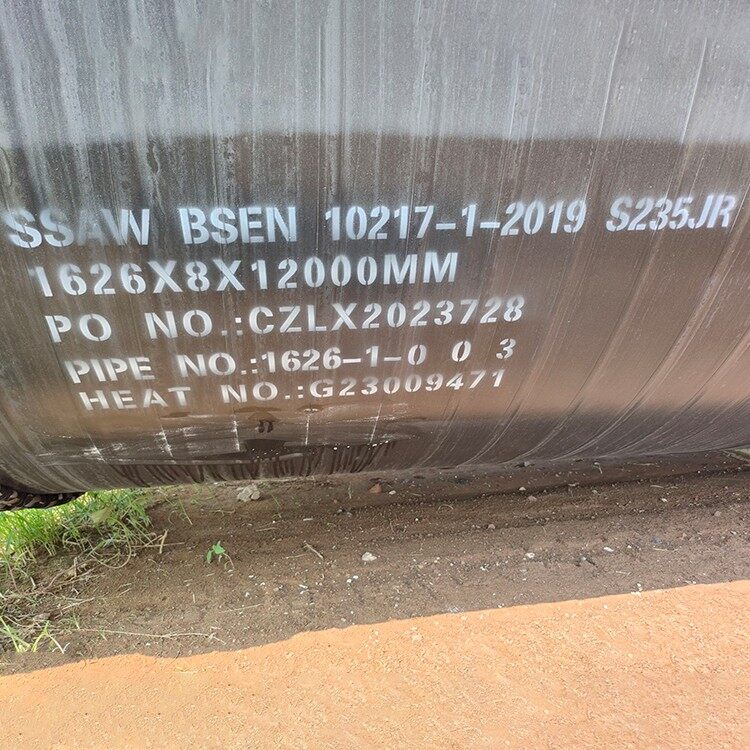 SSAW BSEN 10217-1-2019 S235JR
1626X8X12000MM
PO NO.:CZLX2023728
PIPE NO.:1626-1-0 0 3
HEAT NO.:G23009471